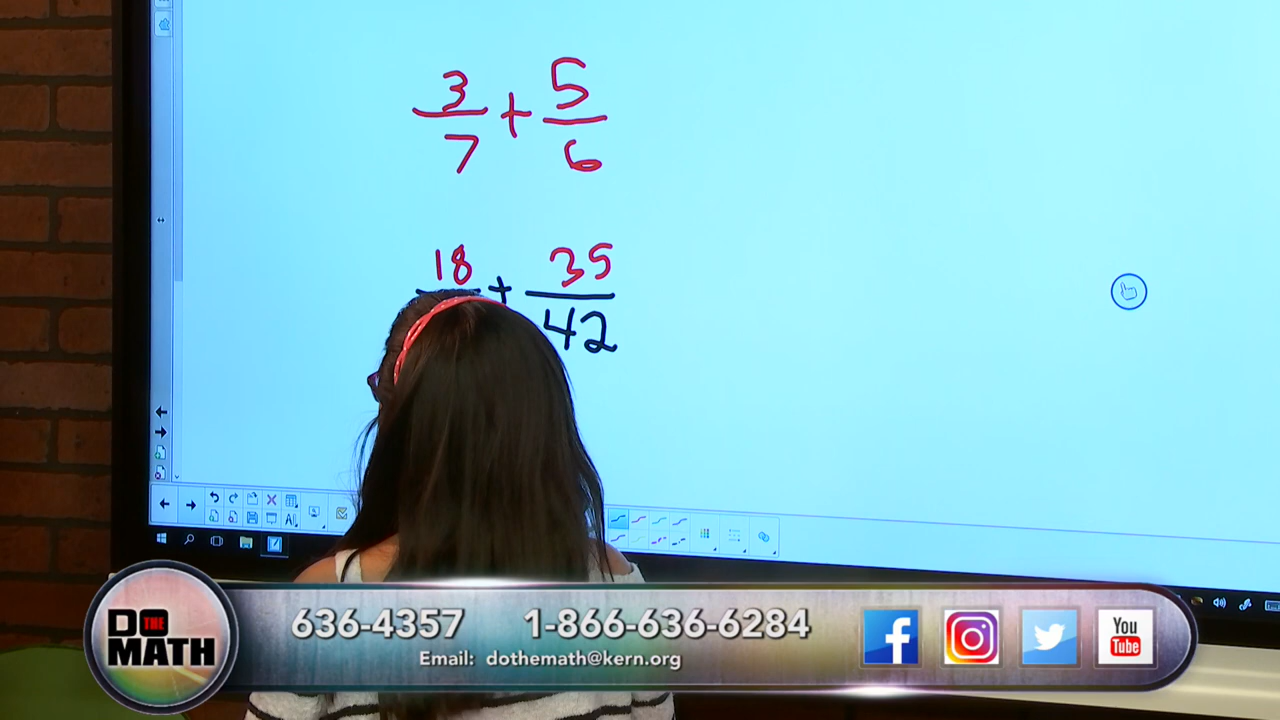 3/7 + 5/6
18 + 35/42
DO THE MATH
636-4357 1-866-636-6284
Email: dothemath@kern.org
You Tube